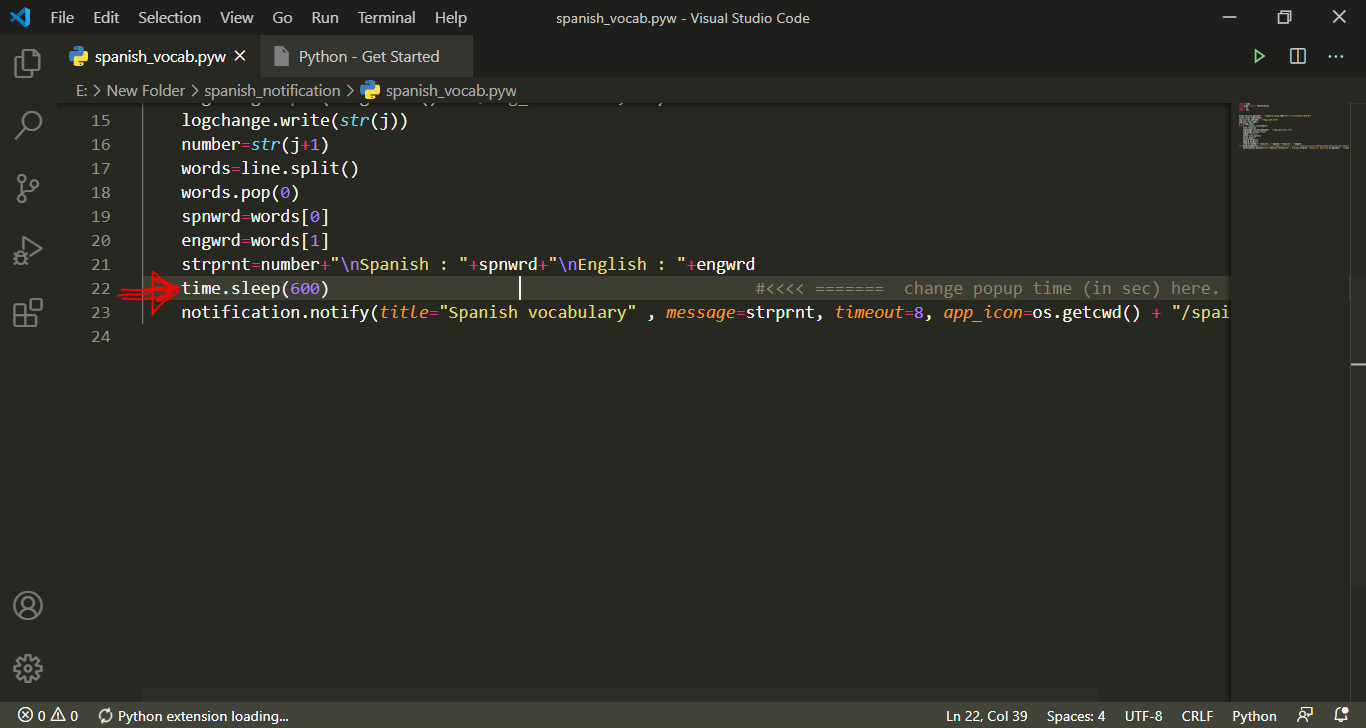 File Edit Selection View Go Run Terminal Help spanish_vocab.pyw - Visual Studio Code
spanish_vocab.pyw Python - Get Started
E: > New Folder > spanish_notification > spanish_vocab.pyw
15 logchange.write(str(j))
16 number=str(j+1)
17 words=line.split()
18 words.pop(0)
19 spnwrd=words[0]
20 engwrd=words[1]
21 strprnt=number+"\nSpanish : "+spnwrd+"\nEnglish : "+engwrd
22 time.sleep(600) #<<<< ======= change popup time (in sec) here.
23 notification.notify(title="Spanish vocabulary" , message=strprnt, timeout=8, app_icon=os.getcwd() + "/spai
24
0 0 Python extension loading... Ln 22, Col 39 Spaces: 4 UTF-8 CRLF Python